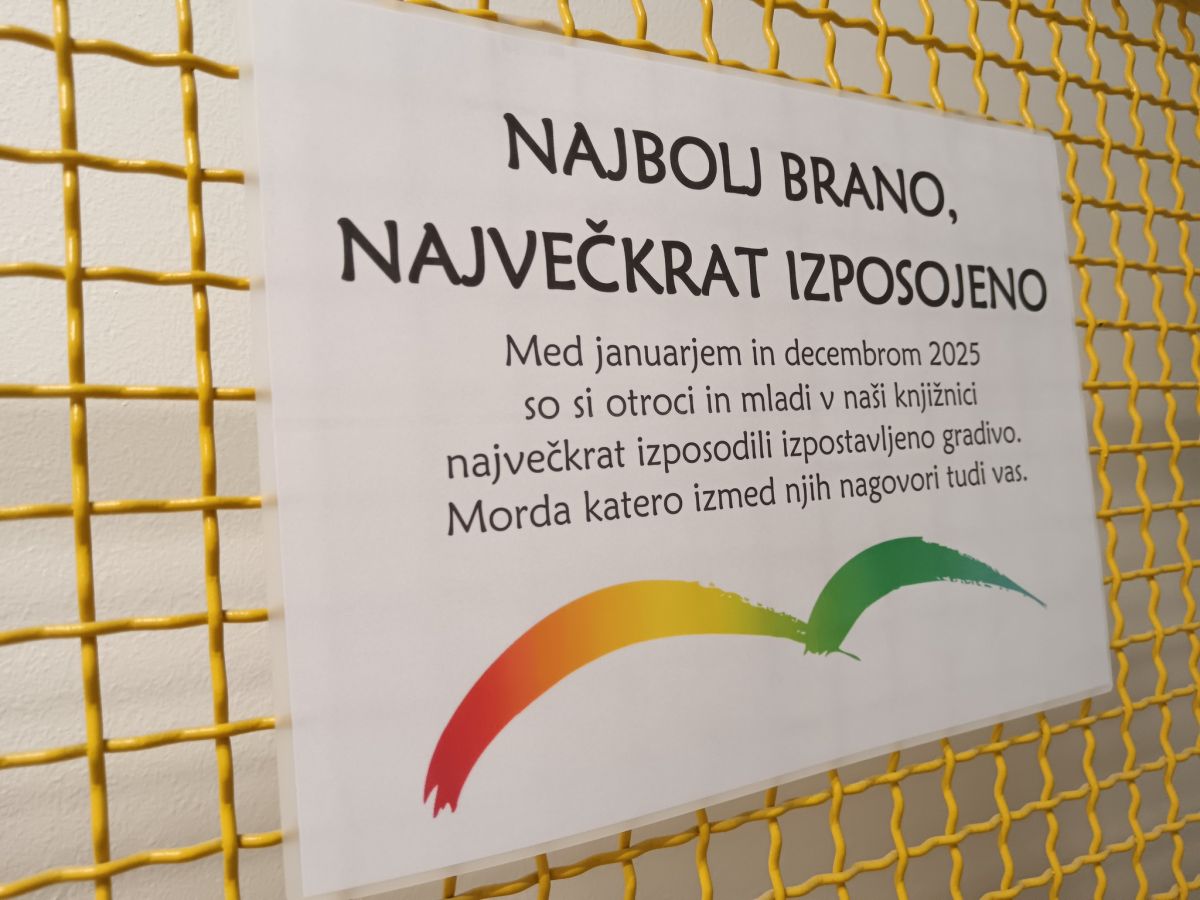 NAJBOLJ BRANO,
NAJVEČKRAT IZPOSOJENO
Med januarjem in decembrom 2025
so si otroci in mladi v naši knjižnici
največkrat izposodili izpostavljeno gradivo.
Morda katero izmed njih nagovori tudi vas.